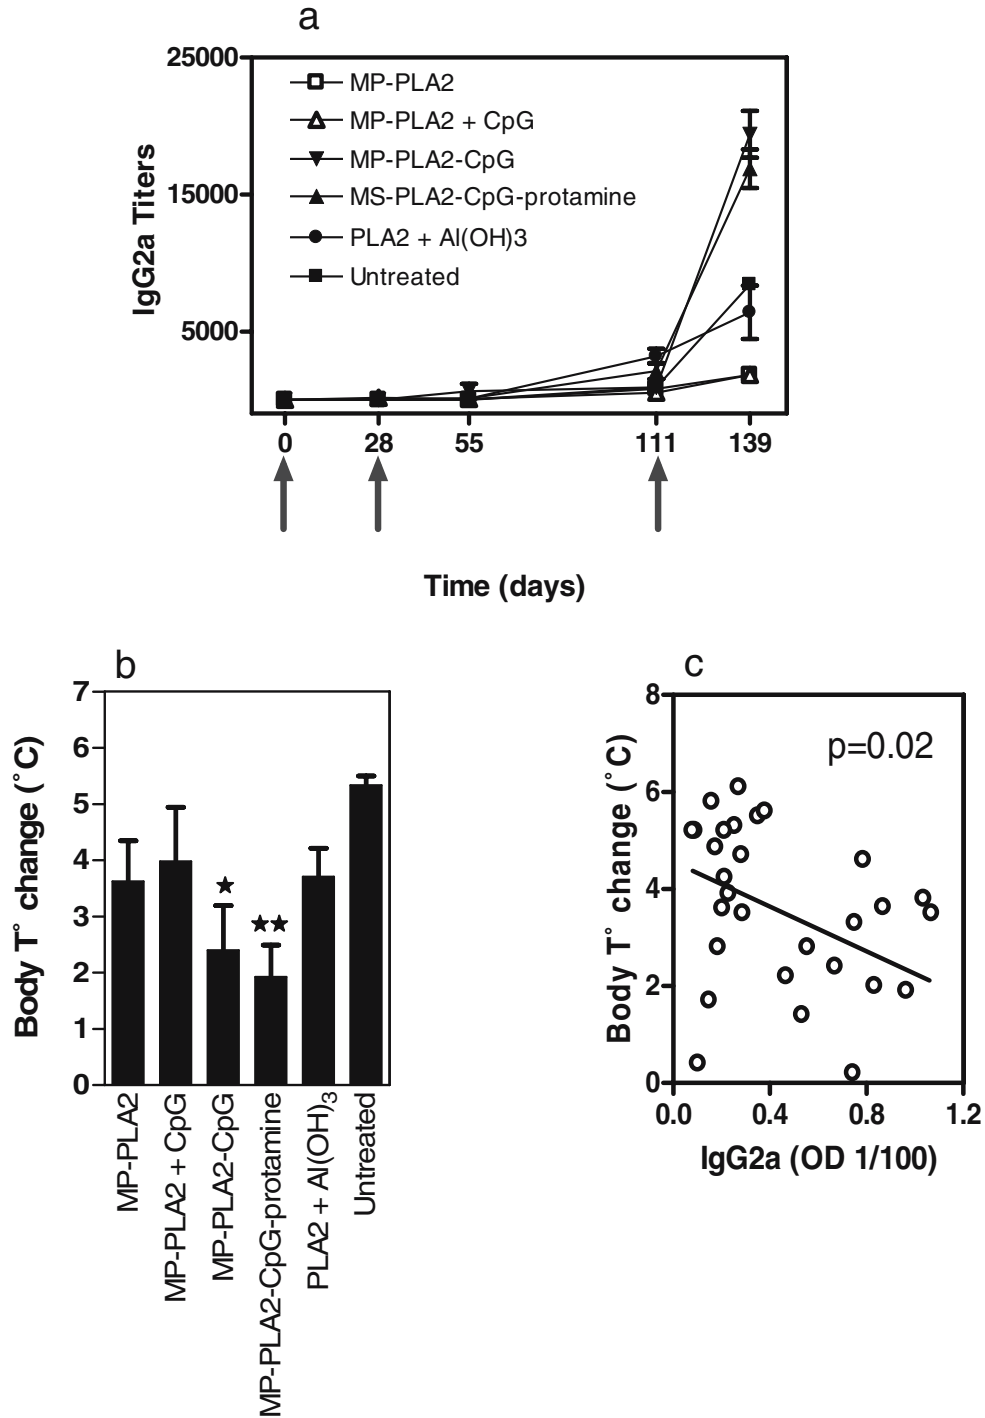 a
25000
15000
5000
IgG2a Titers
MP-PLA2
MP-PLA2 + CpG
MP-PLA2-CpG
MS-PLA2-CpG-protamine
PLA2 + Al(OH)3
Untreated
0 28 55 111 139
Time (days)
b
7
6
5
4
3
2
1
0
Body T° change (°C)
★
★★
MP-PLA2
MP-PLA2 + CpG
MP-PLA2-CpG
MP-PLA2-CpG-protamine
PLA2 + Al(OH)3
Untreated
c
8
6
4
2
0
Body T° change (°C)
p=0.02
0.0 0.4 0.8 1.2
IgG2a (OD 1/100)